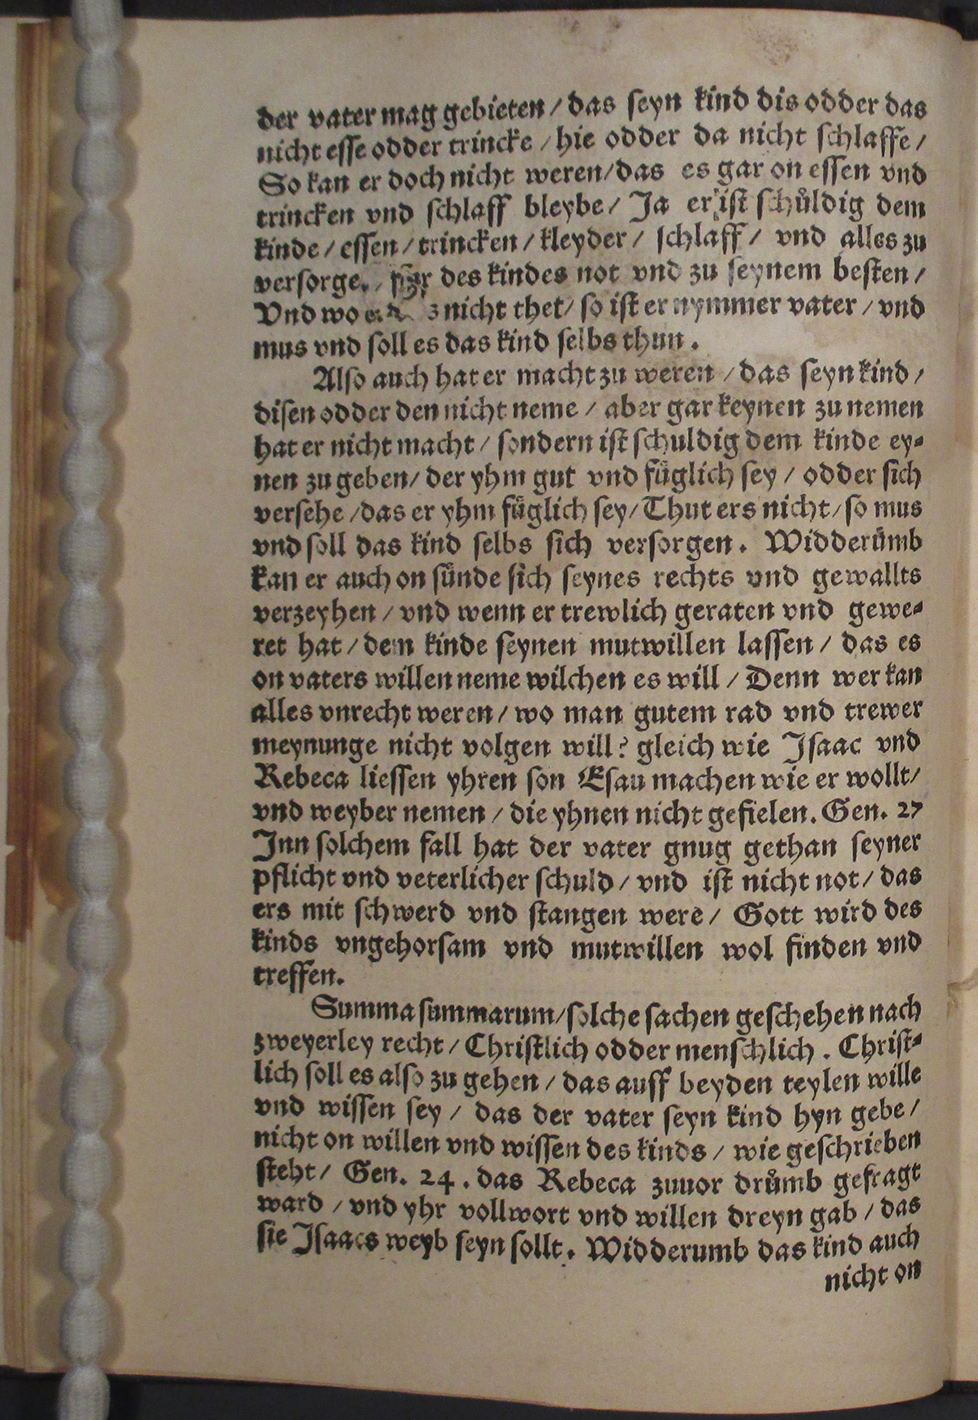 der vater mag gebieten / das seyn kind dis odder das
nicht esse odder trincke / hie odder da nicht schlaffe /
So kan er doch nicht weren / das es gar on essen vnd
trincken vnd schlaff bleybe / Ja er ist schůldig dem
kinde / essen / trincken / kleyder / schlaff / vnd alles zu
versorge. / des kindes not vnd zu seynem besten /
Vnd wo nicht thet / so ist er nymmer vater / vnd
mus vnd soll es das kind selbs thun.
Also auch hat er macht zu weren / das seyn kind /
disen odder den nicht neme / aber gar keynen zu nemen
hat er nicht macht / sondern ist schuldig dem kinde ey-
nen zu geben / der yhm gut vnd fůglich sey / odder sich
versehe / das er yhm fůglich sey / Thut ers nicht / so mus
vnd soll das kind selbs sich versorgen. Widderůmb
kan er auch on sůnde sich seynes rechts vnd gewallts
verzeyhen / vnd wenn er trewlich geraten vnd gewe-
ret hat / dem kinde seynen mutwillen lassen / das es
on vaters willen neme wilchen es will / Denn wer kan
alles vnrecht weren / wo man gutem rad vnd trewer
meynunge nicht volgen will? gleich wie Isaac vnd
Rebeca liessen yhren son Esau machen wie er wollt /
vnd weyber nemen / die yhnen nicht gefielen. Gen. 27
Inn solchem fall hat der vater gnug gethan seyner
pflicht vnd veterlicher schuld / vnd ist nicht not / das
ers mit schwerd vnd stangen were / Gott wird des
kinds vngehorsam vnd mutwillen wol finden vnd
treffen.
Summa summarum / solche sachen geschehen nach
zweyerley recht / Christlich odder menschlich. Christ-
lich soll es also zu gehen / das auff beyden teylen wille
vnd wissen sey / das der vater seyn kind hyn gebe /
nicht on willen vnd wissen des kinds / wie geschrieben
steht / Gen. 24. das Rebeca zuuor drůmb gefragt
ward / vnd yhr vollwort vnd willen dreyn gab / das
sie Isaacs weyb seyn sollt. Widderumb das kind auch
nicht on